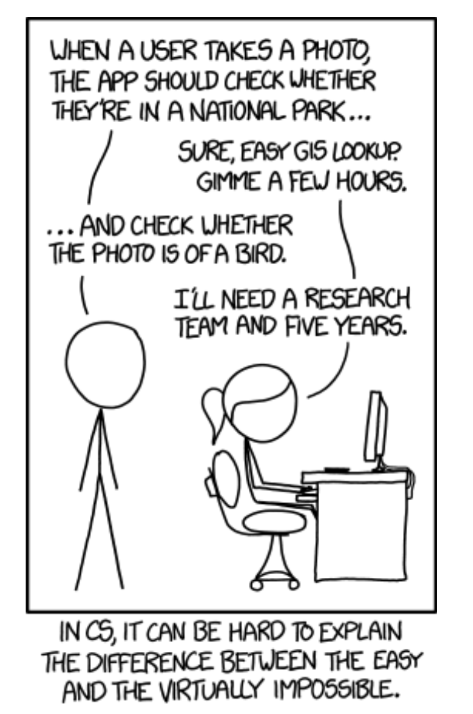 WHEN A USER TAKES A PHOTO,
THE APP SHOULD CHECK WHETHER
THEY'RE IN A NATIONAL PARK...
SURE, EASY GIS LOOKUP.
GIMME A FEW HOURS.
...AND CHECK WHETHER
THE PHOTO IS OF A BIRD.
I'LL NEED A RESEARCH
TEAM AND FIVE YEARS.
IN CS, IT CAN BE HARD TO EXPLAIN
THE DIFFERENCE BETWEEN THE EASY
AND THE VIRTUALLY IMPOSSIBLE.